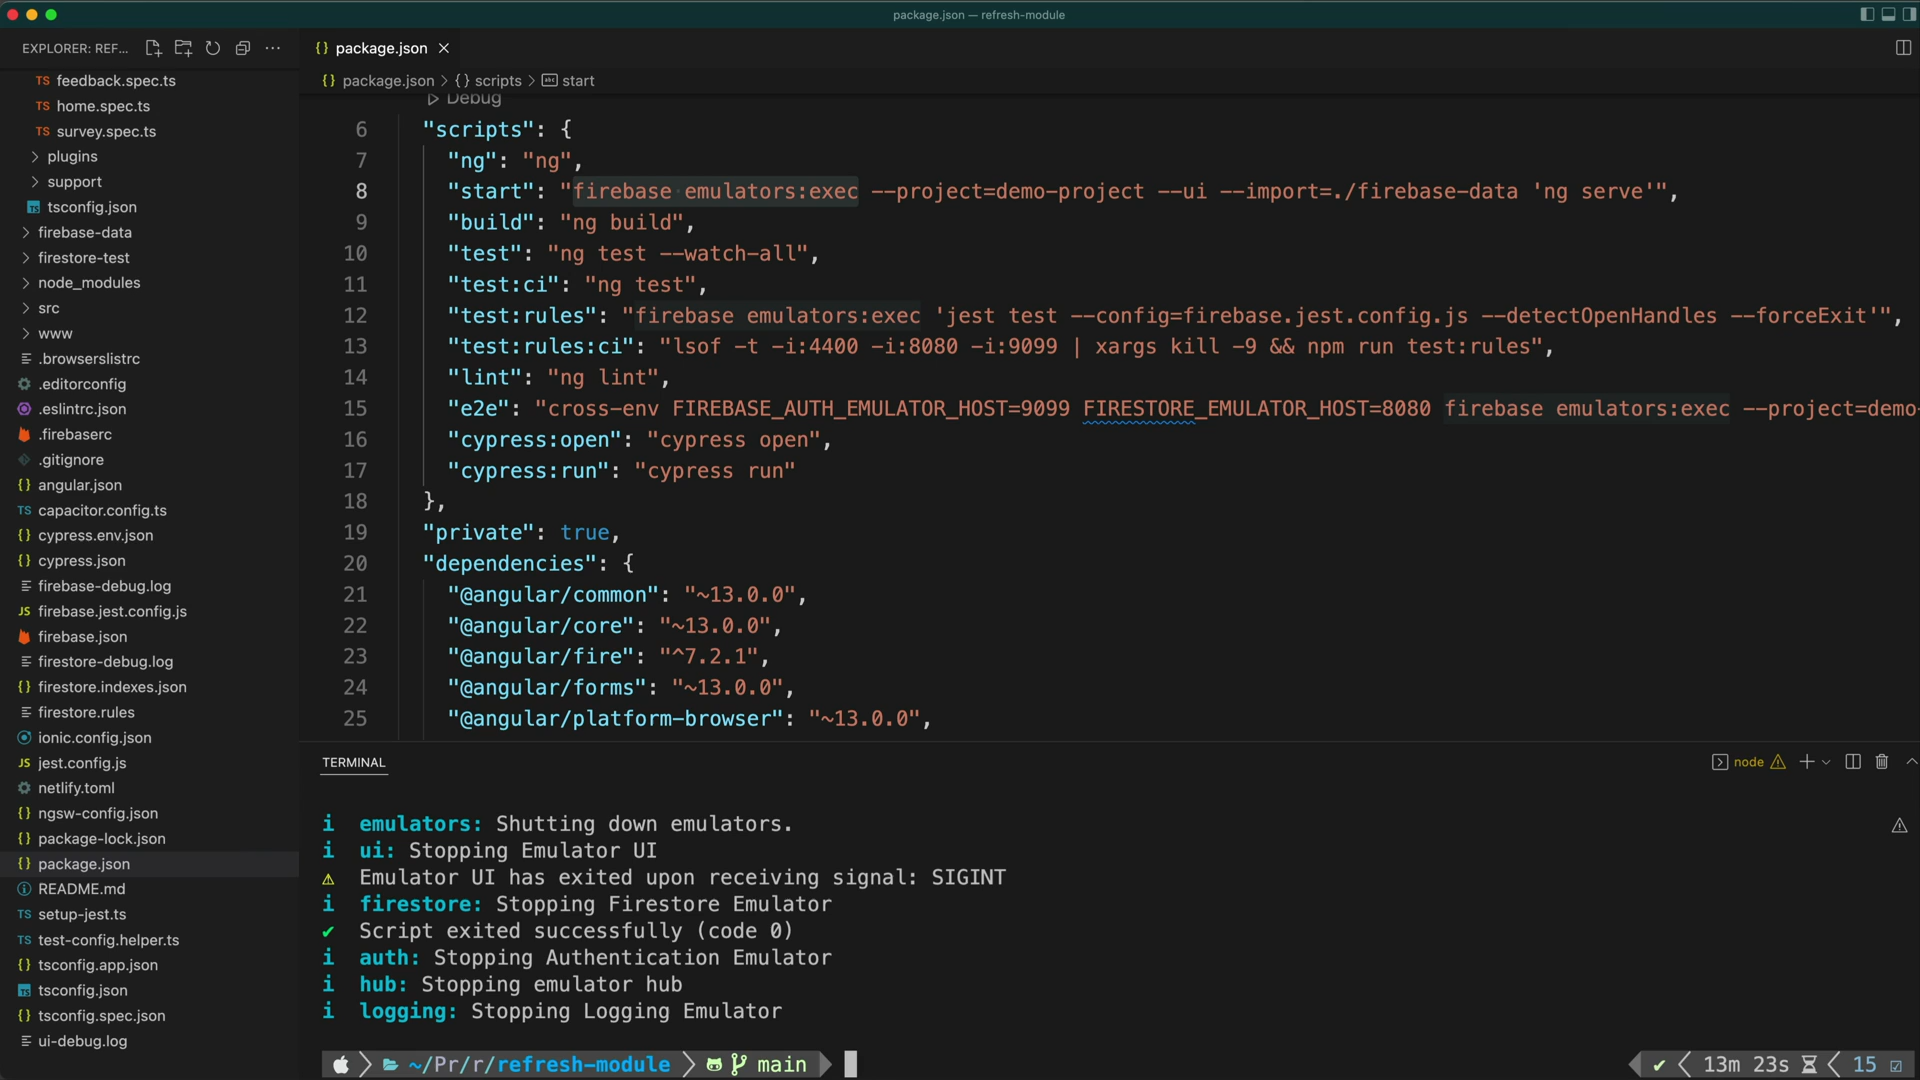 package.json — refresh-module
EXPLORER: REF...
package.json
package.json > {} scripts > start
feedback.spec.ts
home.spec.ts
survey.spec.ts
plugins
support
tsconfig.json
firebase-data
firestore-test
node_modules
src
www
.browserslistrc
.editorconfig
.eslintrc.json
.firebaserc
.gitignore
angular.json
capacitor.config.ts
cypress.env.json
cypress.json
firebase-debug.log
firebase.jest.config.js
firebase.json
firestore-debug.log
firestore.indexes.json
firestore.rules
ionic.config.json
jest.config.js
netlify.toml
ngsw-config.json
package-lock.json
package.json
README.md
setup-jest.ts
test-config.helper.ts
tsconfig.app.json
tsconfig.json
tsconfig.spec.json
ui-debug.log
Debug
6 "scripts": {
7 "ng": "ng",
8 "start": "firebase emulators:exec --project=demo-project --ui --import=./firebase-data 'ng serve'",
9 "build": "ng build",
10 "test": "ng test --watch-all",
11 "test:ci": "ng test",
12 "test:rules": "firebase emulators:exec 'jest test --config=firebase.jest.config.js --detectOpenHandles --forceExit'",
13 "test:rules:ci": "lsof -t -i:4400 -i:8080 -i:9099 | xargs kill -9 && npm run test:rules",
14 "lint": "ng lint",
15 "e2e": "cross-env FIREBASE_AUTH_EMULATOR_HOST=9099 FIRESTORE_EMULATOR_HOST=8080 firebase emulators:exec --project=demo-
16 "cypress:open": "cypress open",
17 "cypress:run": "cypress run"
18 },
19 "private": true,
20 "dependencies": {
21 "@angular/common": "~13.0.0",
22 "@angular/core": "~13.0.0",
23 "@angular/fire": "^7.2.1",
24 "@angular/forms": "~13.0.0",
25 "@angular/platform-browser": "~13.0.0",
TERMINAL
node
i emulators: Shutting down emulators.
i ui: Stopping Emulator UI
⚠ Emulator UI has exited upon receiving signal: SIGINT
i firestore: Stopping Firestore Emulator
✔ Script exited successfully (code 0)
i auth: Stopping Authentication Emulator
i hub: Stopping emulator hub
i logging: Stopping Logging Emulator
~/Pr/r/refresh-module main
✔ 13m 23s 15